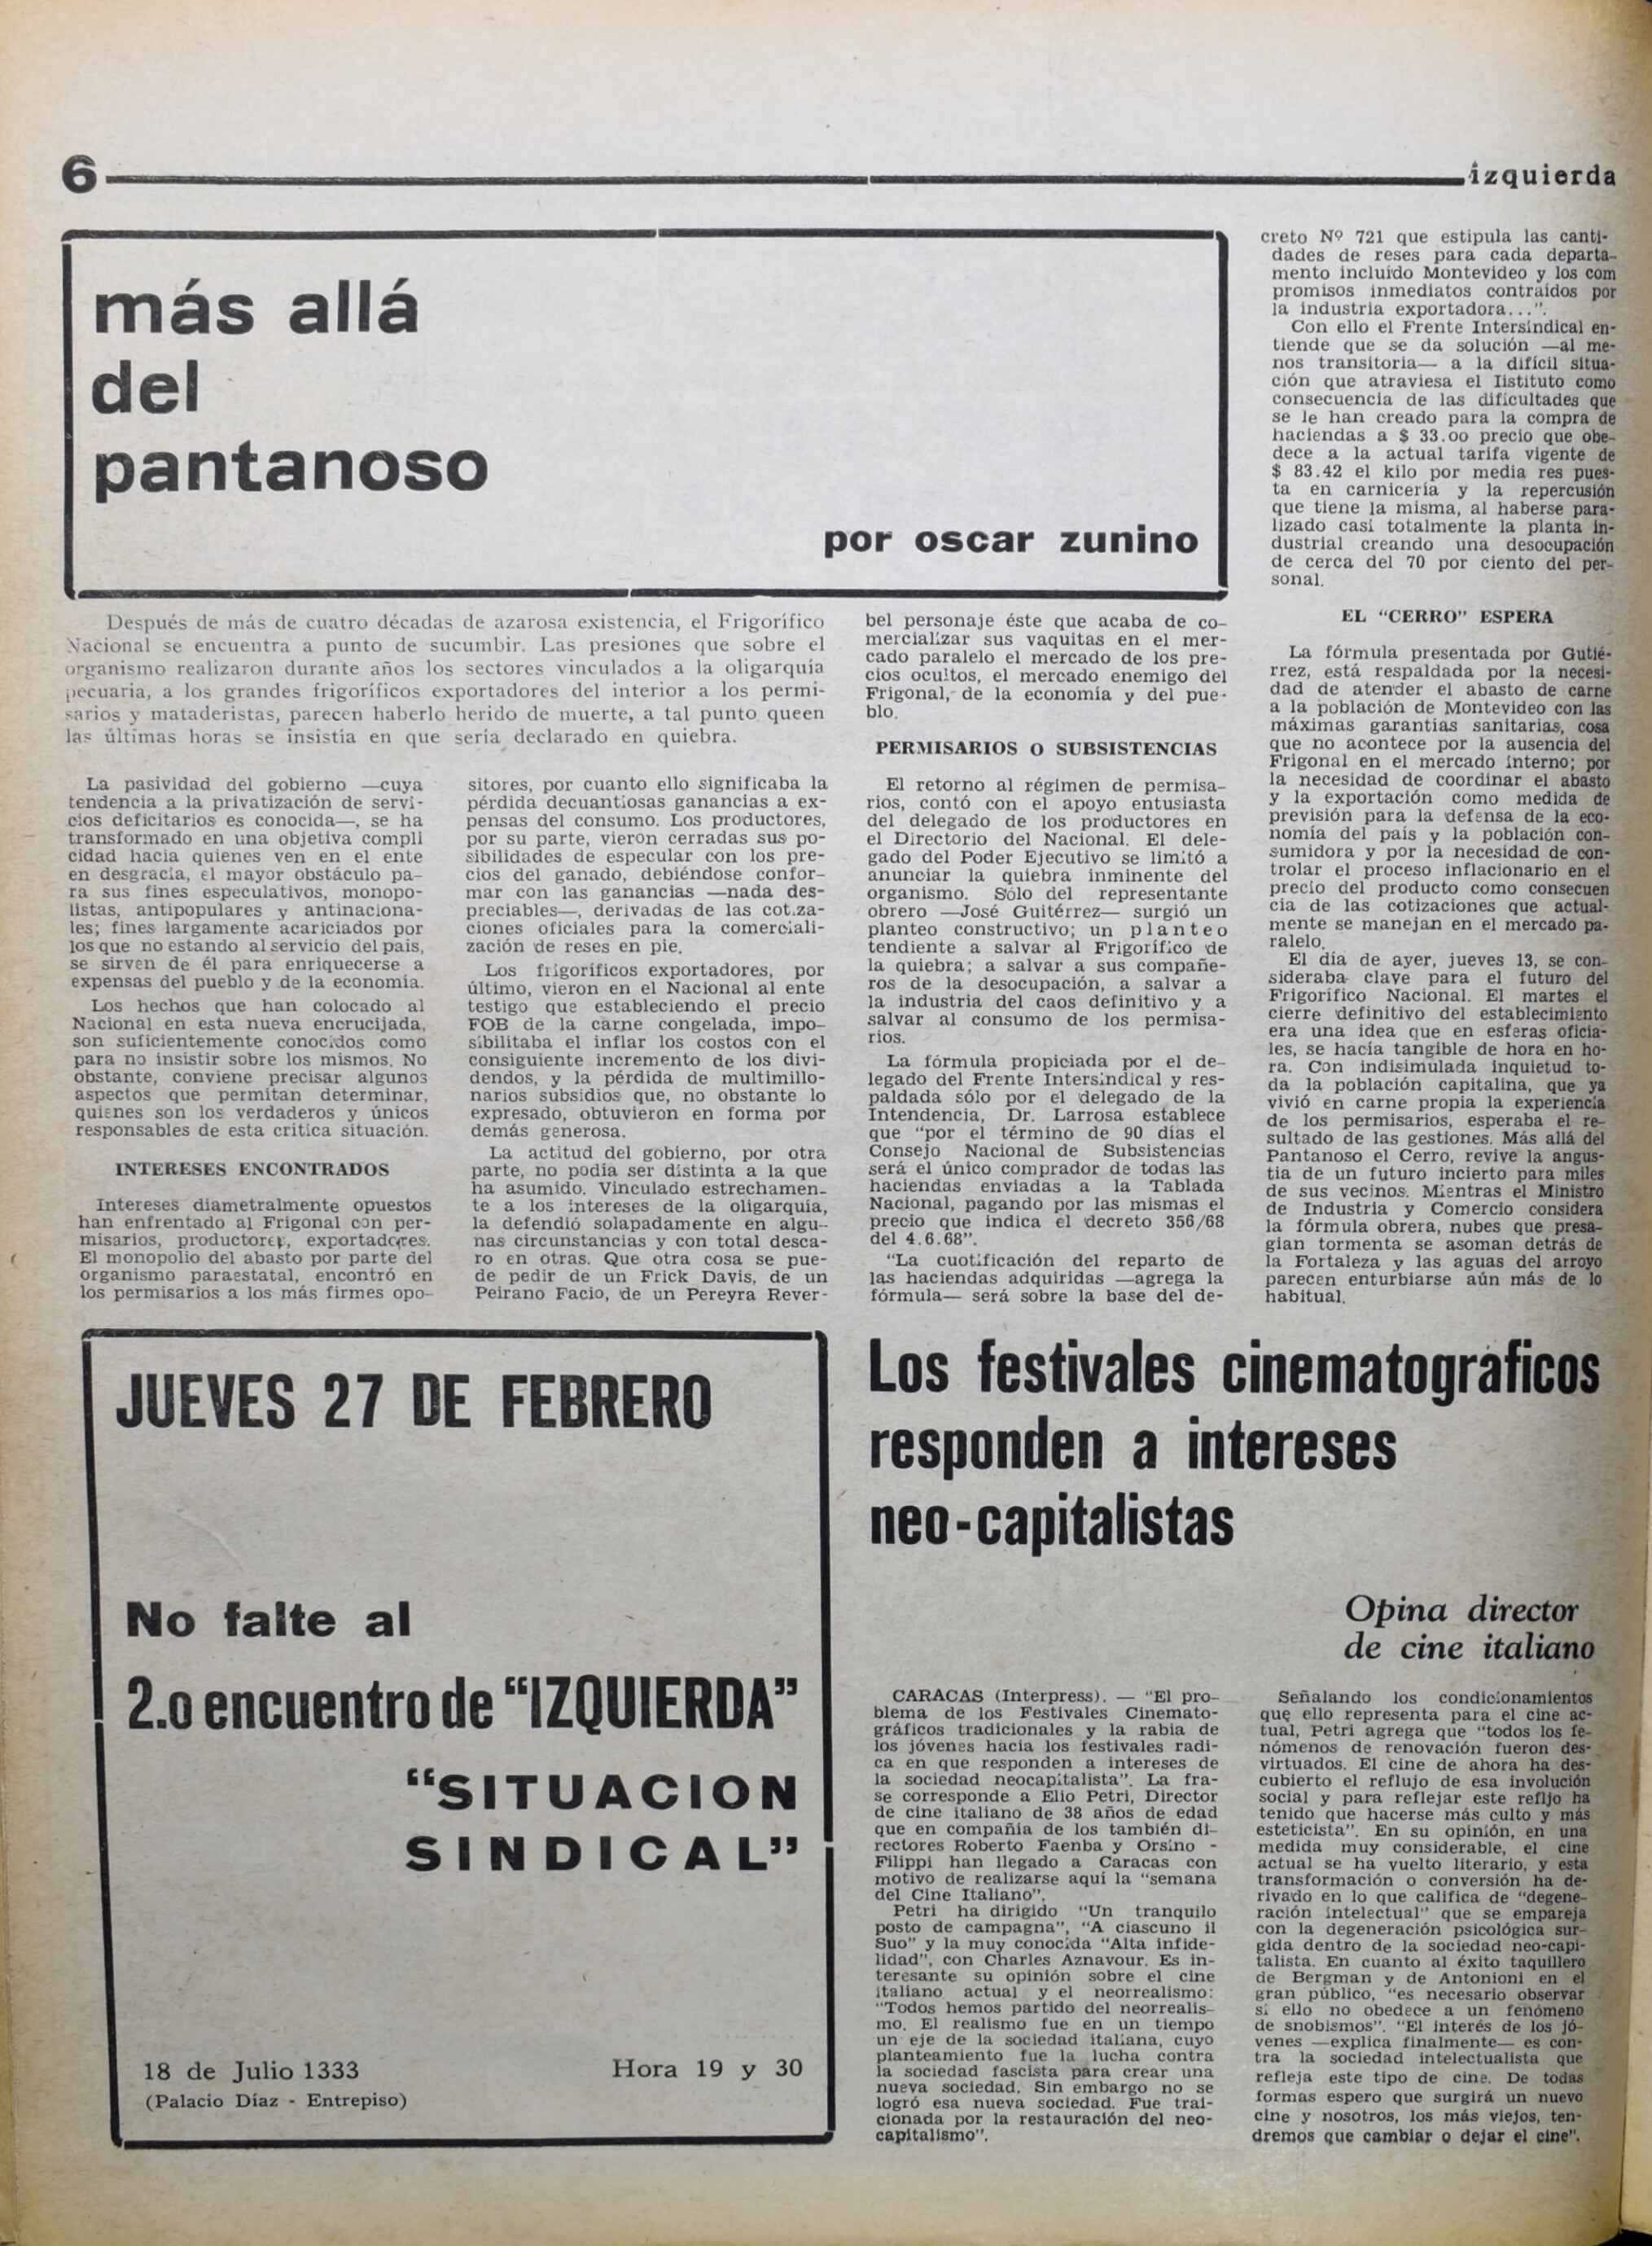 6
izquierda
más allá
del
pantanoso
por oscar zunino
Después de más de cuatro décadas de azarosa existencia, el Frigorífico
Nacional se encuentra a punto de sucumbir. Las presiones que sobre el
organismo realizaron durante años los sectores vinculados a la oligarquía
pecuaria, a los grandes frigoríficos exportadores del interior a los permi-
sarios y mataderistas, parecen haberlo herido de muerte, a tal punto queen
las últimas horas se insistía en que sería declarado en quiebra.
La pasividad del gobierno —cuya
tendencia a la privatización de servi-
cios deficitarios es conocida—, se ha
transformado en una objetiva compli
cidad hacia quienes ven en el ente
en desgracia, el mayor obstáculo pa-
ra sus fines especulativos, monopo-
listas, antipopulares y antinaciona-
les; fines largamente acariciados por
los que no estando al servicio del pais,
se sirven de él para enriquecerse a
expensas del pueblo y de la economía.
Los hechos que han colocado al
Nacional en esta nueva encrucijada,
son suficientemente conocidos como
para no insistir sobre los mismos. No
obstante, conviene precisar algunos
aspectos que permitan determinar,
quienes son los verdaderos y únicos
responsables de esta crítica situación.
INTERESES ENCONTRADOS
Intereses diametralmente opuestos
han enfrentado al Frigonal con per-
misarios, productores, exportadores.
El monopolio del abasto por parte del
organismo paraestatal, encontró en
los permisarios a los más firmes opo-
sitores, por cuanto ello significaba la
pérdida decuantiosas ganancias a ex-
pensas del consumo. Los productores,
por su parte, vieron cerradas sus po-
sibilidades de especular con los pre-
cios del ganado, debiéndose confor-
mar con las ganancias —nada des-
preciables—, derivadas de las cotiza-
ciones oficiales para la comerciali-
zación de reses en pie.
Los frigoríficos exportadores, por
último, vieron en el Nacional al ente
testigo que estableciendo el precio
FOB de la carne congelada, impo-
sibilitaba el inflar los costos con el
consiguiente incremento de los divi-
dendos, y la pérdida de multimillo-
narios subsidios que, no obstante lo
expresado, obtuvieron en forma por
demás generosa.
La actitud del gobierno, por otra
parte, no podía ser distinta a la que
ha asumido. Vinculado estrechamen-
te a los intereses de la oligarquía,
la defendió solapadamente en algu-
nas circunstancias y con total desca-
ro en otras. Que otra cosa se pue-
de pedir de un Frick Davis, de un
Peirano Facio, de un Pereyra Rever-
bel personaje éste que acaba de co-
mercializar sus vaquitas en el mer-
cado paralelo el mercado de los pre-
cios ocultos, el mercado enemigo del
Frigonal, de la economía y del pue-
blo.
PERMISARIOS O SUBSISTENCIAS
El retorno al régimen de permisa-
rios, contó con el apoyo entusiasta
del delegado de los productores en
el Directorio del Nacional. El dele-
gado del Poder Ejecutivo se limitó a
anunciar la quiebra inminente del
organismo. Sólo del representante
obrero —José Guitérrez— surgió un
planteo constructivo; un planteo
tendiente a salvar al Frigorífico de
la quiebra; a salvar a sus compañe-
ros de la desocupación, a salvar a
la industria del caos definitivo y a
salvar al consumo de los permisa-
rios.
La fórmula propiciada por el de-
legado del Frente Intersindical y res-
paldada sólo por el delegado de la
Intendencia, Dr. Larrosa establece
que "por el término de 90 días el
Consejo Nacional de Subsistencias
será el único comprador de todas las
haciendas enviadas a la Tablada
Nacional, pagando por las mismas el
precio que indica el decreto 356/68
del 4.6.68".
"La cuotificación del reparto de
las haciendas adquiridas —agrega la
fórmula— será sobre la base del de-
creto Nº 721 que estipula las canti-
dades de reses para cada departa-
mento incluído Montevideo y los com
promisos inmediatos contraídos por
la industria exportadora...".
Con ello el Frente Intersindical en-
tiende que se da solución —al me-
nos transitoria— a la difícil situa-
ción que atraviesa el Iistituto como
consecuencia de las dificultades que
se le han creado para la compra de
haciendas a $ 33.oo precio que obe-
dece a la actual tarifa vigente de
$ 83.42 el kilo por media res pues-
ta en carnicería y la repercusión
que tiene la misma, al haberse para-
lizado casi totalmente la planta in-
dustrial creando una desocupación
de cerca del 70 por ciento del per-
sonal.
EL "CERRO" ESPERA
La fórmula presentada por Gutié-
rrez, está respaldada por la necesi-
dad de atender el abasto de carne
a la población de Montevideo con las
máximas garantías sanitarias, cosa
que no acontece por la ausencia del
Frigonal en el mercado interno; por
la necesidad de coordinar el abasto
y la exportación como medida de
previsión para la defensa de la eco-
nomía del país y la población con-
sumidora y por la necesidad de con-
trolar el proceso inflacionario en el
precio del producto como consecuen
cia de las cotizaciones que actual-
mente se manejan en el mercado pa-
ralelo.
El día de ayer, jueves 13, se con-
sideraba clave para el futuro del
Frigorífico Nacional. El martes el
cierre definitivo del establecimiento
era una idea que en esferas oficia-
les, se hacía tangible de hora en ho-
ra. Con indisimulada inquietud to-
da la población capitalina, que ya
vivió en carne propia la experiencia
de los permisarios, esperaba el re-
sultado de las gestiones. Más allá del
Pantanoso el Cerro, revive la angus-
tia de un futuro incierto para miles
de sus vecinos. Mientras el Ministro
de Industria y Comercio considera
la fórmula obrera, nubes que presa-
gian tormenta se asoman detrás de
la Fortaleza y las aguas del arroyo
parecen enturbiarse aún más de lo
habitual.
JUEVES 27 DE FEBRERO
No falte al
2.o encuentro de "IZQUIERDA"
"SITUACION
SINDICAL"
18 de Julio 1333
Hora 19 y 30
(Palacio Díaz - Entrepiso)
Los festivales cinematográficos
responden a intereses
neo-capitalistas
Opina director
de cine italiano
CARACAS (Interpress). — "El pro-
blema de los Festivales Cinemato-
gráficos tradicionales y la rabia de
los jóvenes hacia los festivales radi-
ca en que responden a intereses de
la sociedad neocapitalista". La fra-
se corresponde a Elio Petri, Director
de cine italiano de 38 años de edad
que en compañía de los también di-
rectores Roberto Faenba y Orsino -
Filippi han llegado a Caracas con
motivo de realizarse aquí la "semana
del Cine Italiano".
Petri ha dirigido "Un tranquilo
posto de campagna", "A ciascuno il
Suo" y la muy conocida "Alta infide-
lidad", con Charles Aznavour. Es in-
teresante su opinión sobre el cine
italiano actual y el neorrealismo:
"Todos hemos partido del neorrealis-
mo. El realismo fue en un tiempo
un eje de la sociedad italiana, cuyo
planteamiento fue la lucha contra
la sociedad fascista para crear una
nueva sociedad. Sin embargo no se
logró esa nueva sociedad. Fue trai-
cionada por la restauración del neo-
capitalismo".
Señalando los condicionamientos
que ello representa para el cine ac-
tual, Petri agrega que "todos los fe-
nómenos de renovación fueron des-
virtuados. El cine de ahora ha des-
cubierto el reflujo de esa involución
social y para reflejar este refljo ha
tenido que hacerse más culto y más
esteticista". En su opinión, en una
medida muy considerable, el cine
actual se ha vuelto literario, y esta
transformación o conversión ha de-
rivado en lo que califica de "degene-
ración intelectual" que se empareja
con la degeneración psicológica sur-
gida dentro de la sociedad neo-capi-
talista. En cuanto al éxito taquillero
de Bergman y de Antonioni en el
gran público, "es necesario observar
si ello no obedece a un fenómeno
de snobismos". "El interés de los jó-
venes —explica finalmente— es con-
tra la sociedad intelectualista que
refleja este tipo de cine. De todas
formas espero que surgirá un nuevo
cine y nosotros, los más viejos, ten-
dremos que cambiar o dejar el cine".